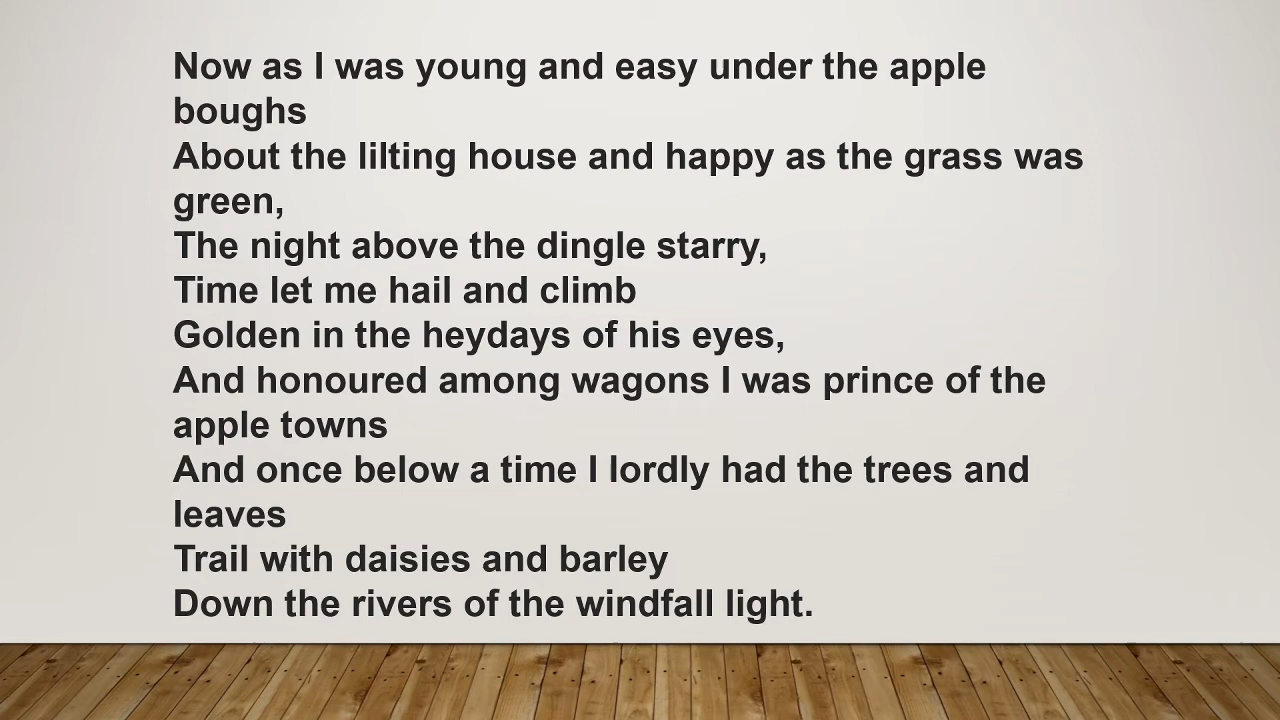 Now as I was young and easy under the apple
boughs
About the lilting house and happy as the grass was
green,
The night above the dingle starry,
Time let me hail and climb
Golden in the heydays of his eyes,
And honoured among wagons I was prince of the
apple towns
And once below a time I lordly had the trees and
leaves
Trail with daisies and barley
Down the rivers of the windfall light.